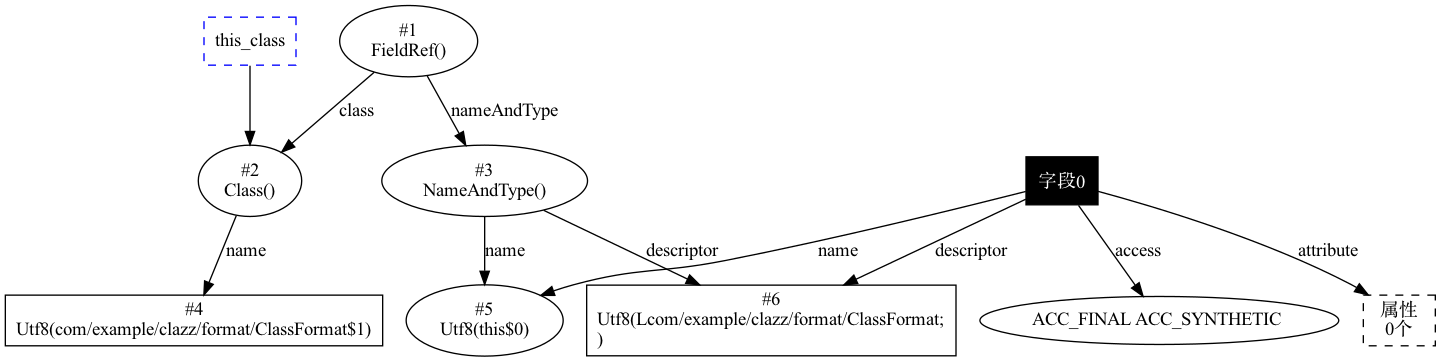 this_class
#1
FieldRef()
class
nameAndType
#2
Class()
#3
NameAndType()
字段0
name
name
descriptor
name
descriptor
access
attribute
#4
Utf8(com/example/clazz/format/ClassFormat$1)
#5
Utf8(this$0)
#6
Utf8(Lcom/example/clazz/format/ClassFormat;
)
ACC_FINAL ACC_SYNTHETIC
属性
0个